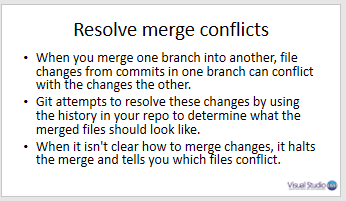 Resolve merge conflicts
• When you merge one branch into another, file
changes from commits in one branch can conflict
with the changes the other.
• Git attempts to resolve these changes by using
the history in your repo to determine what the
merged files should look like.
• When it isn't clear how to merge changes, it halts
the merge and tells you which files conflict.
Visual Studio